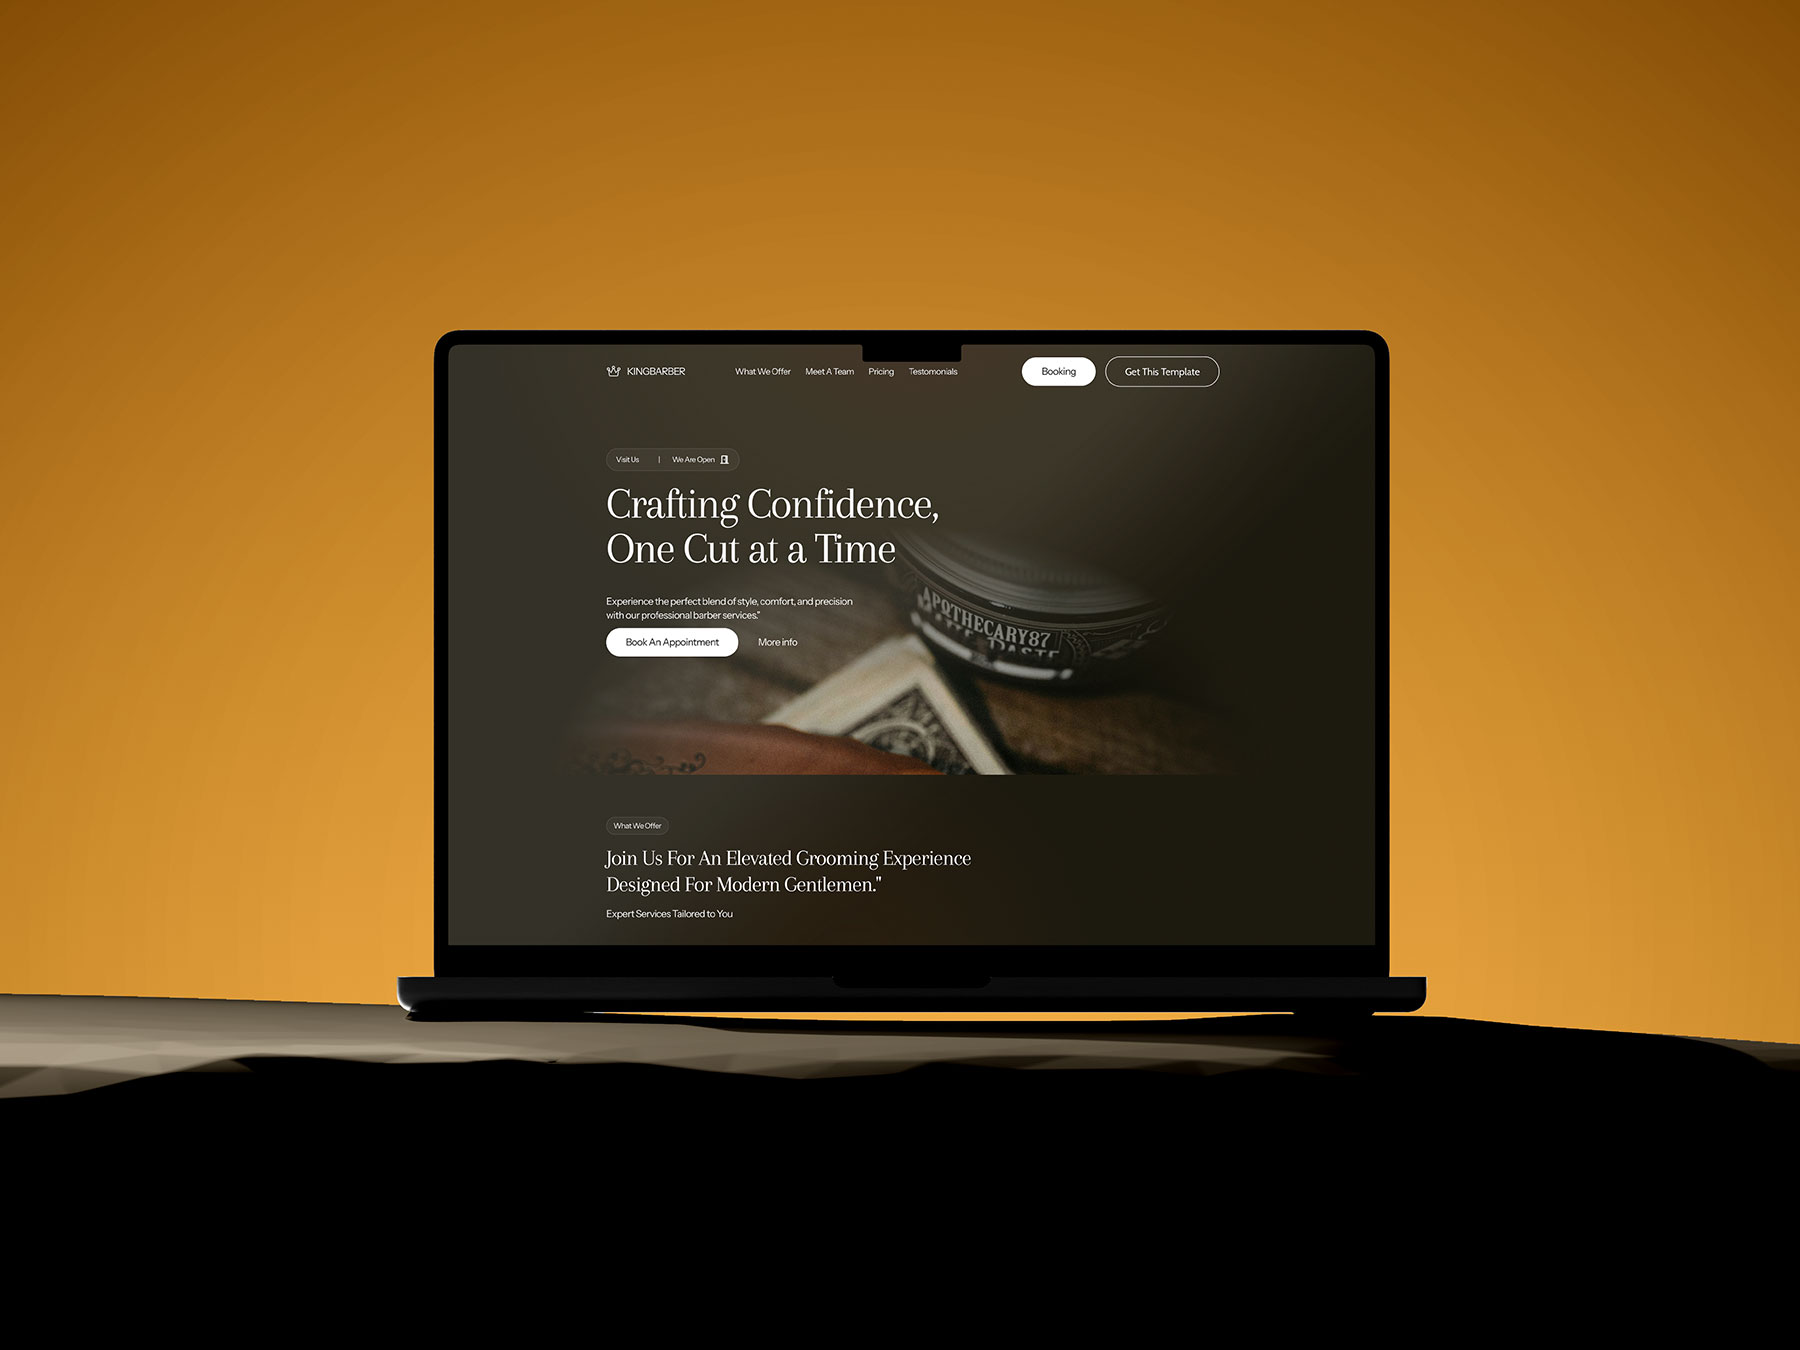 KINGBARBER
What We Offer
Meet A Team
Pricing
Testomonials
Booking
Get This Template
Visit Us | We Are Open
Crafting Confidence,
One Cut at a Time
Experience the perfect blend of style, comfort, and precision
with our professional barber services."
Book An Appointment
More info
APOTHECARY87
MATTE PASTE
What We Offer
Join Us For An Elevated Grooming Experience
Designed For Modern Gentlemen."
Expert Services Tailored to You